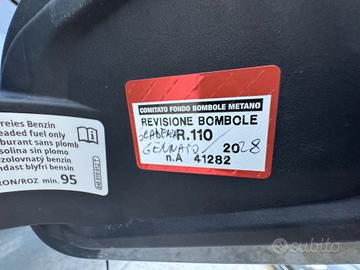 reies Benzin
eaded fuel only
burant sans plomb
solina sin plomo
zolovnatý benzin
ndast blyfri bensin
RON/ROZ min. 95
COMITATO FONDO BOMBOLE METANO
REVISIONE BOMBOLE
R.110
GENNAIO / 2028
n.A 41282
subito